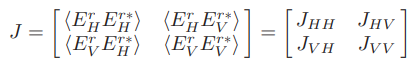 J = [ ⟨E_H^r E_H^{r*}⟩ ⟨E_H^r E_V^{r*}⟩ ; ⟨E_V^r E_H^{r*}⟩ ⟨E_V^r E_V^{r*}⟩ ] = [ J_{HH} J_{HV} ; J_{VH} J_{VV} ]